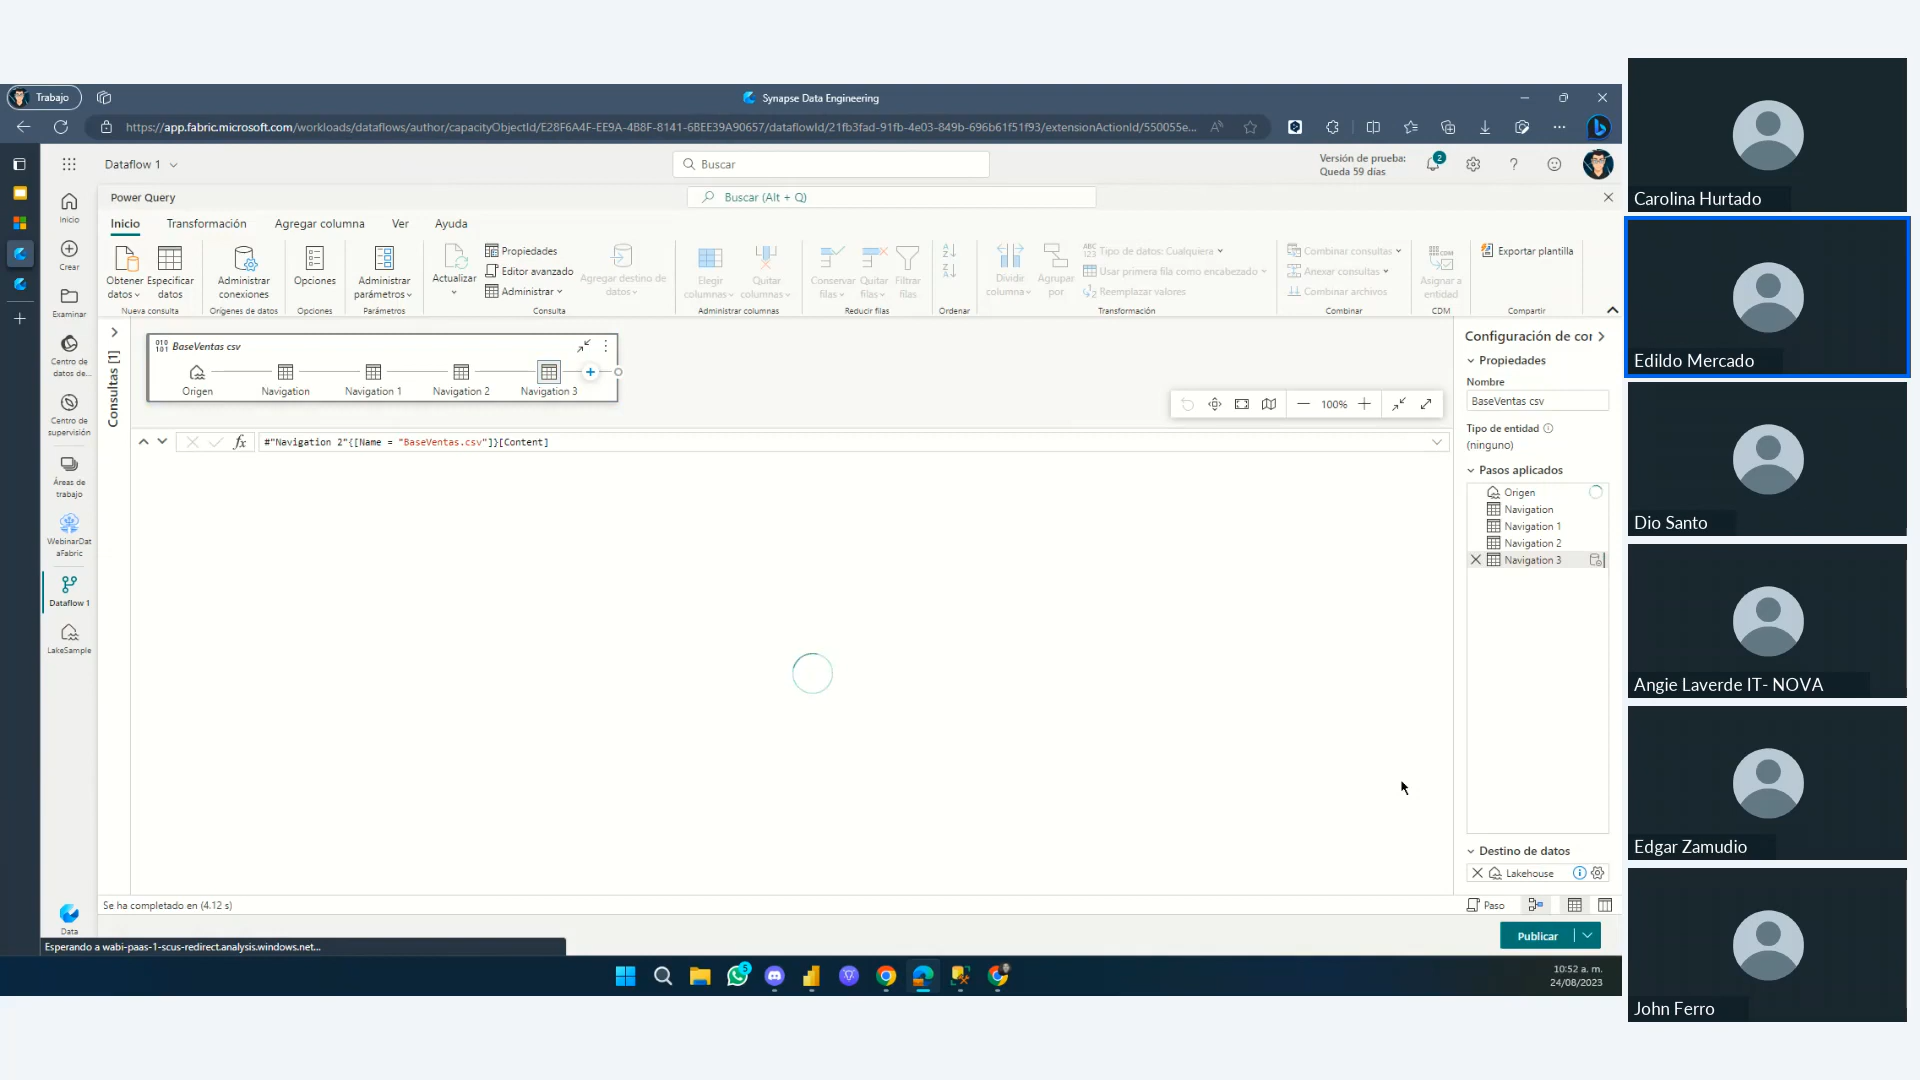 Trabajo
Synapse Data Engineering
https://app.fabric.microsoft.com/workloads/dataflows/author/capacityObjectId/E28F6A4F-EE9A-4B8F-8141-6BEE39A90657/dataflowId/21fb3fad-91fb-4e03-849b-696b61f51f93/extensionActionId/550055e...
Dataflow 1
Buscar
Versión de prueba:
Queda 59 días
2
Power Query
Buscar (Alt + Q)
Inicio
Transformación
Agregar columna
Ver
Ayuda
Obtener datos
Especificar datos
Nueva consulta
Administrar conexiones
Orígenes de datos
Opciones
Opciones
Administrar parámetros
Parámetros
Actualizar
Propiedades
Editor avanzado
Administrar
Agregar destino de datos
Consulta
Elegir columnas
Quitar columnas
Administrar columnas
Conservar filas
Quitar filas
Filtrar filas
Reducir filas
Ordenar
Dividir columna
Agrupar por
Tipo de datos: Cualquiera
Usar primera fila como encabezado
Reemplazar valores
Transformación
Combinar consultas
Anexar consultas
Combinar archivos
Combinar
Asignar a entidad
CDM
Exportar plantilla
Compartir
Inicio
Crear
Examinar
Centro de datos de...
Centro de supervisión
Áreas de trabajo
WebinarDataFabric
Dataflow 1
LakeSample
Data
Consultas [1]
BaseVentas csv
Origen
Navigation
Navigation 1
Navigation 2
Navigation 3
100%
fx
#"Navigation 2"{[Name = "BaseVentas.csv"]}[Content]
Configuración de cor
Propiedades
Nombre
BaseVentas csv
Tipo de entidad
(ninguno)
Pasos aplicados
Origen
Navigation
Navigation 1
Navigation 2
Navigation 3
Destino de datos
Lakehouse
Se ha completado en (4.12 s)
Paso
Esperando a wabi-paas-1-scus-redirect.analysis.windows.net...
Publicar
5
10:52 a. m.
24/08/2023
Carolina Hurtado
Edildo Mercado
Dio Santo
Angie Laverde IT- NOVA
Edgar Zamudio
John Ferro